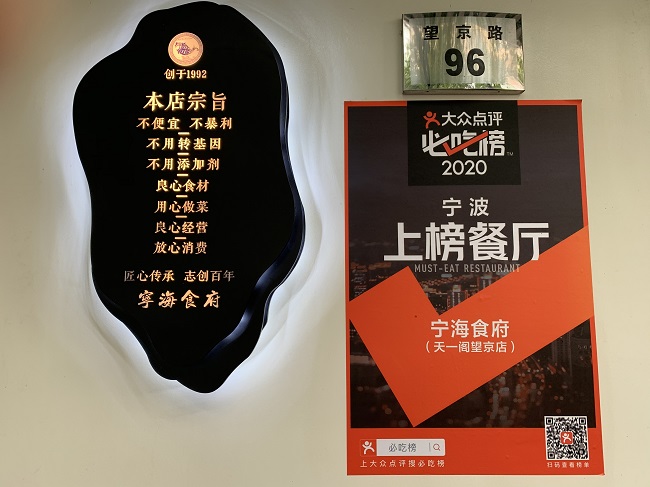 创于1992
本店宗旨
不便宜 不暴利
不用转基因
不用添加剂
良心食材
用心做菜
良心经营
放心消费
匠心传承 志创百年
寧海食府
望京路
96
大众点评
必吃榜™
2020
宁波
上榜餐厅
MUST-EAT RESTAURANT
宁海食府
(天一阁望京店)
必吃榜
上大众点评搜必吃榜
扫码查看榜单